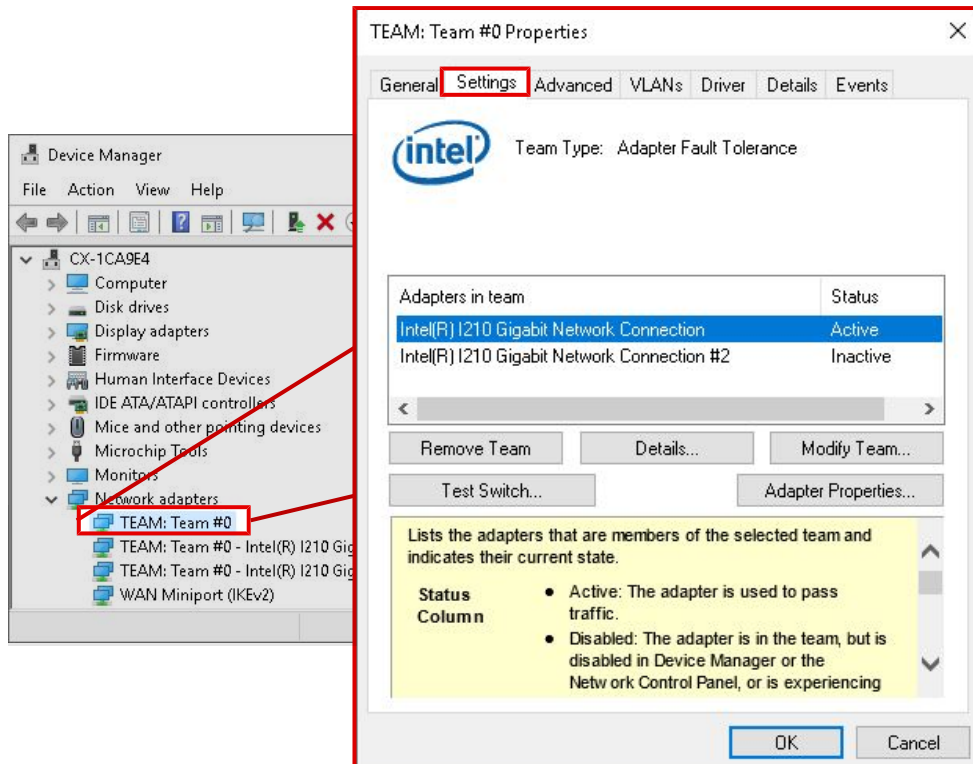 Device Manager
File Action View Help
CX-1CA9E4
Computer
Disk drives
Display adapters
Firmware
Human Interface Devices
IDE ATA/ATAPI controllers
Mice and other pointing devices
Microchip Tools
Monitors
Network adapters
TEAM: Team #0
TEAM: Team #0 - Intel(R) I210 Gig
TEAM: Team #0 - Intel(R) I210 Gig
WAN Miniport (IKEv2)
TEAM: Team #0 Properties
General Settings Advanced VLANs Driver Details Events
intel
Team Type: Adapter Fault Tolerance
Adapters in team Status
Intel(R) I210 Gigabit Network Connection Active
Intel(R) I210 Gigabit Network Connection #2 Inactive
Remove Team Details... Modify Team...
Test Switch... Adapter Properties...
Lists the adapters that are members of the selected team and
indicates their current state.
Status • Active: The adapter is used to pass
Column traffic.
• Disabled: The adapter is in the team, but is
disabled in Device Manager or the
Network Control Panel, or is experiencing
OK Cancel